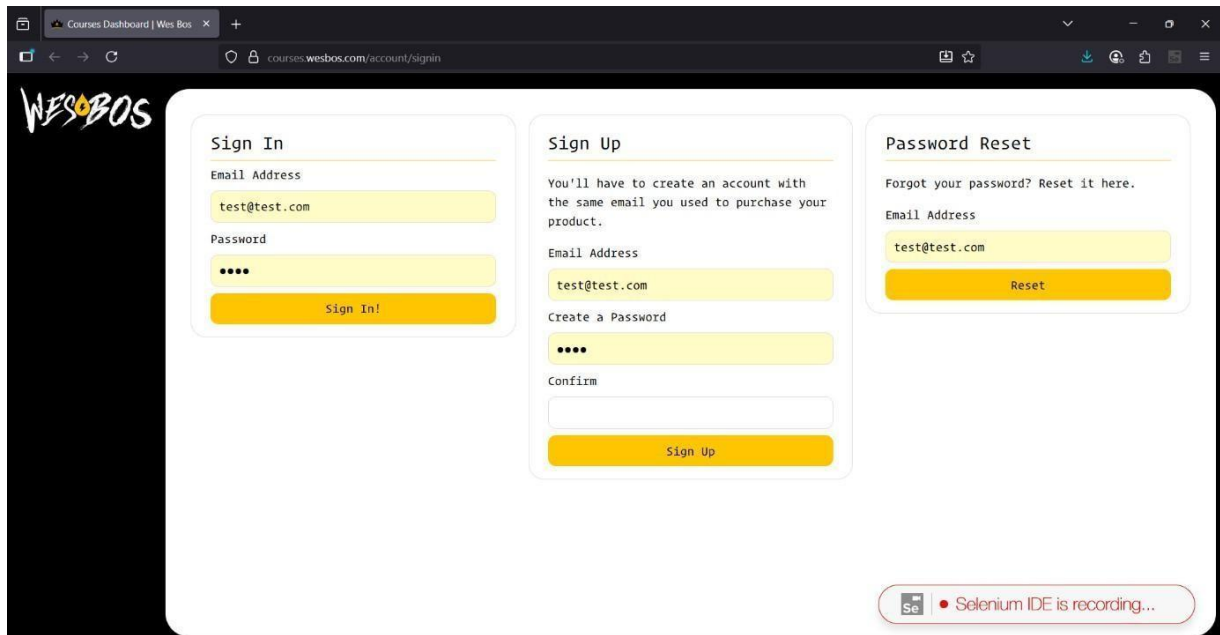 Courses Dashboard | Wes Bos
courses.wesbos.com/account/signin
WES BOS
Sign In
Email Address
test@test.com
Password
••••
Sign In!
Sign Up
You'll have to create an account with
the same email you used to purchase your
product.
Email Address
test@test.com
Create a Password
••••
Confirm
Sign Up
Password Reset
Forgot your password? Reset it here.
Email Address
test@test.com
Reset
Se
Selenium IDE is recording...